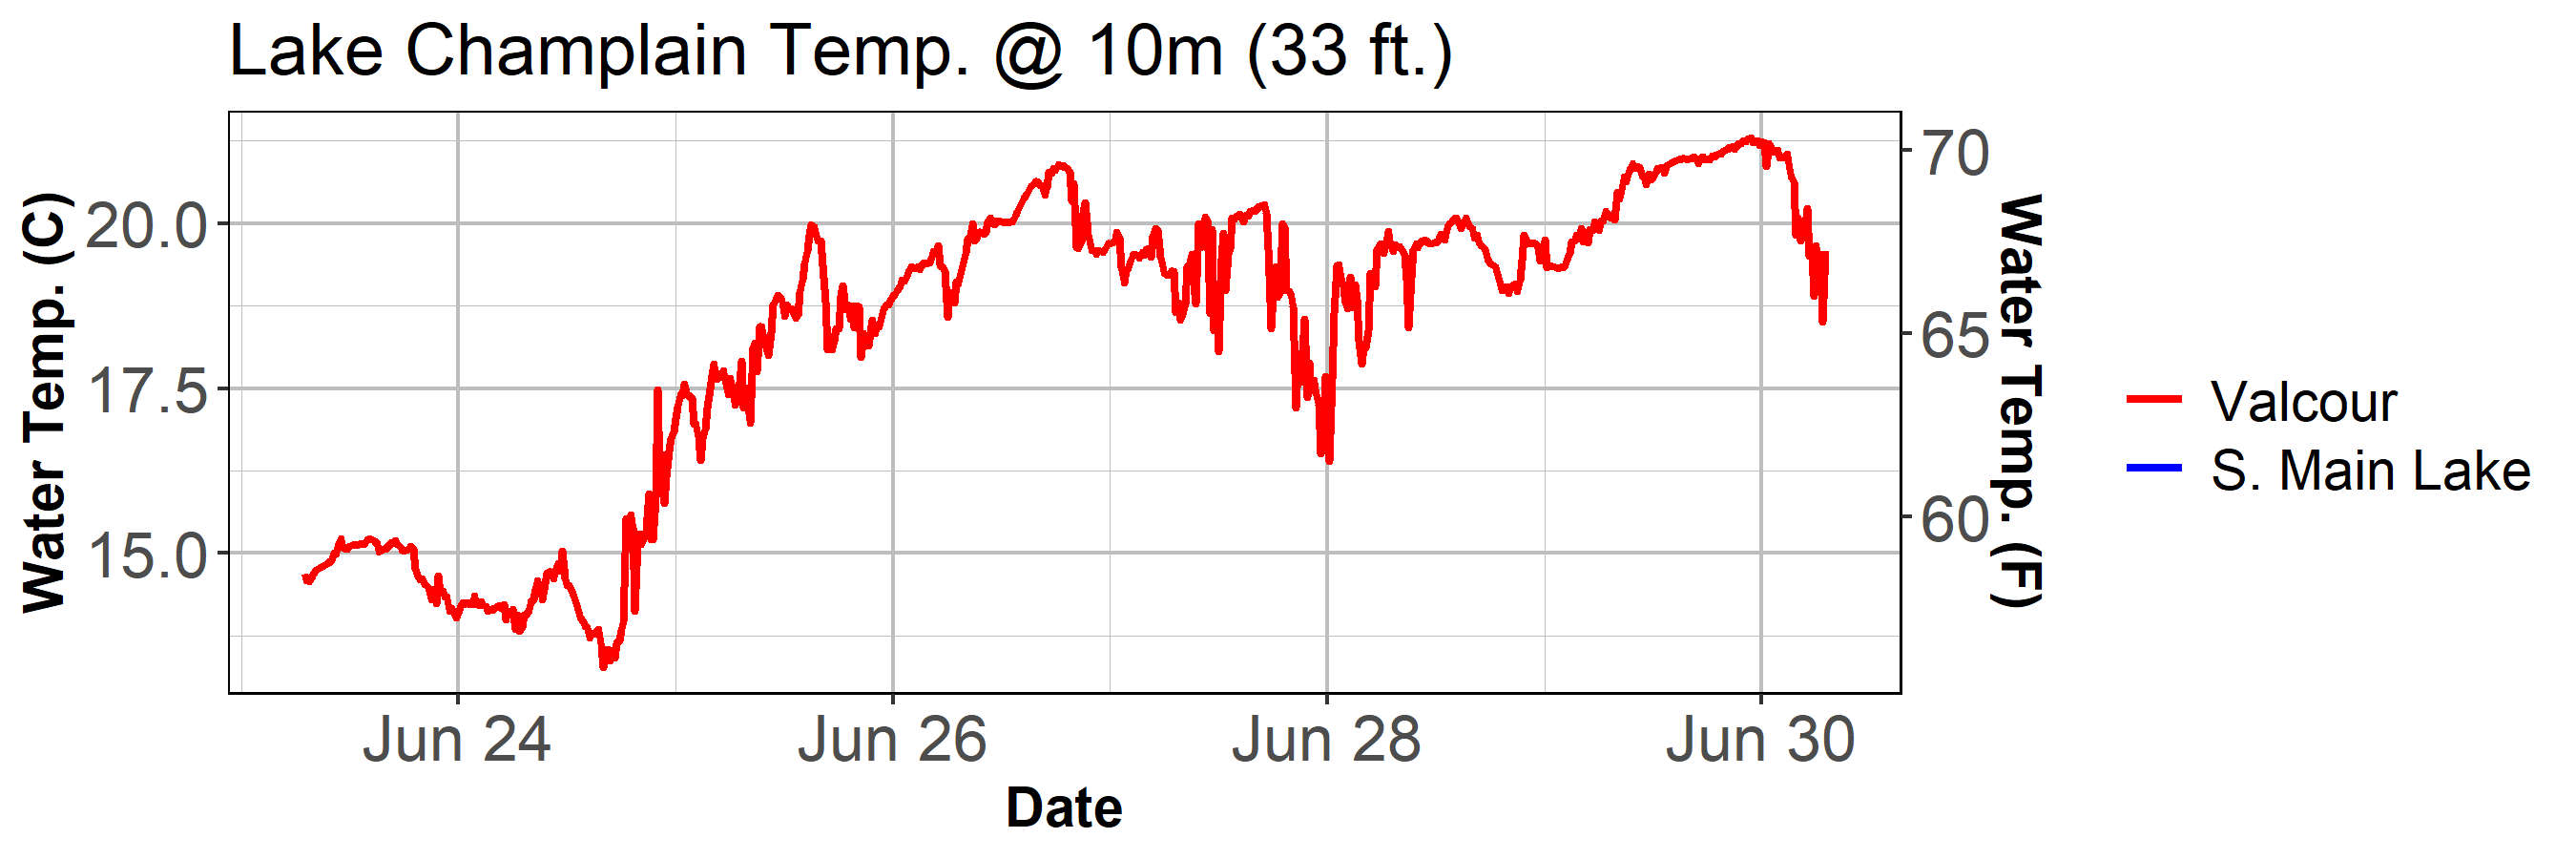 Lake Champlain Temp. @ 10m (33 ft.)
Water Temp. (C)
20.0
17.5
15.0
70
65
60
Water Temp. (F)
Jun 24
Jun 26
Jun 28
Jun 30
Date
Valcour
S. Main Lake